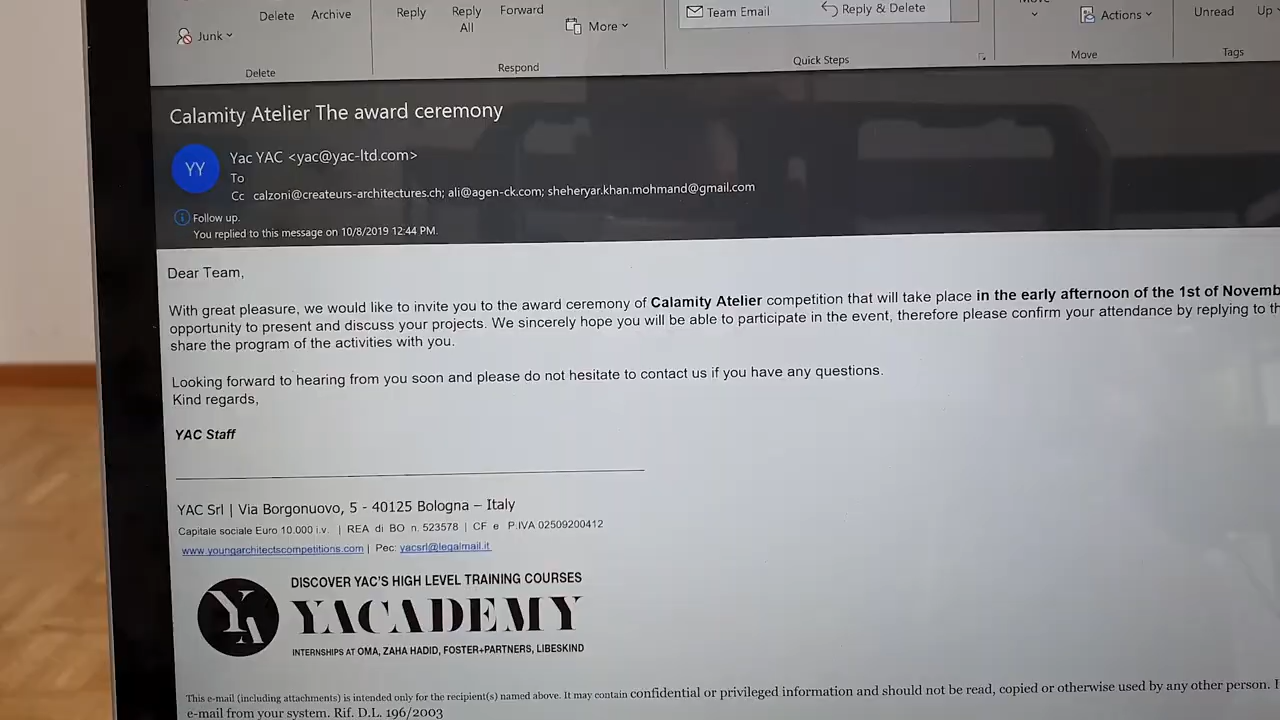 Delete
Archive
Reply
Reply
All
Forward
Junk
More
Team Email
Reply & Delete
Actions
Unread
Up
Delete
Respond
Quick Steps
Move
Tags
Calamity Atelier The award ceremony
YY
Yac YAC <yac@yac-ltd.com>
To
Cc calzoni@createurs-architectures.ch; ali@agen-ck.com; sheheryar.khan.mohmand@gmail.com
Follow up.
You replied to this message on 10/8/2019 12:44 PM.
Dear Team,
With great pleasure, we would like to invite you to the award ceremony of Calamity Atelier competition that will take place in the early afternoon of the 1st of Novemb
opportunity to present and discuss your projects. We sincerely hope you will be able to participate in the event, therefore please confirm your attendance by replying to th
share the program of the activities with you.
Looking forward to hearing from you soon and please do not hesitate to contact us if you have any questions.
Kind regards,
YAC Staff
YAC Srl | Via Borgonuovo, 5 - 40125 Bologna – Italy
Capitale sociale Euro 10.000 i.v. | REA di BO n. 523578 | CF e P.IVA 02509200412
www.youngarchitectscompetitions.com | Pec: yacsrl@legalmail.it
YA
DISCOVER YAC'S HIGH LEVEL TRAINING COURSES
YACADEMY
INTERNSHIPS AT OMA, ZAHA HADID, FOSTER+PARTNERS, LIBESKIND
This e-mail (including attachments) is intended only for the recipient(s) named above. It may contain confidential or privileged information and should not be read, copied or otherwise used by any other person. I
e-mail from your system. Rif. D.L. 196/2003